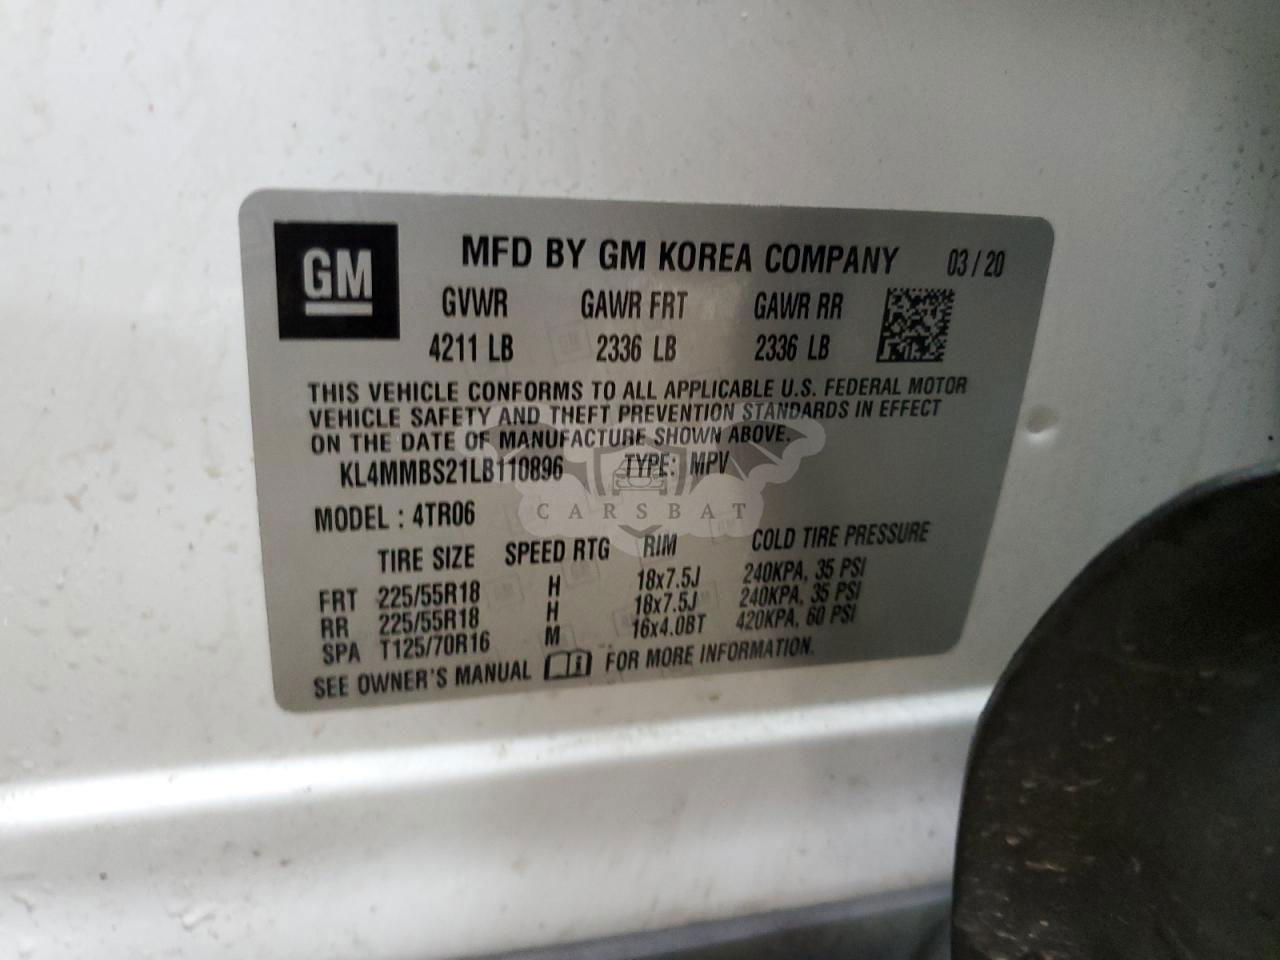 GM
MFD BY GM KOREA COMPANY 03/20
GVWR GAWR FRT GAWR RR
4211 LB 2336 LB 2336 LB
THIS VEHICLE CONFORMS TO ALL APPLICABLE U.S. FEDERAL MOTOR
VEHICLE SAFETY AND THEFT PREVENTION STANDARDS IN EFFECT
ON THE DATE OF MANUFACTURE SHOWN ABOVE.
KL4MMBS21LB110896 TYPE: MPV
CARSBAT
MODEL : 4TR06
TIRE SIZE SPEED RTG RIM COLD TIRE PRESSURE
FRT 225/55R18 H 18x7.5J 240KPA, 35 PSI
RR 225/55R18 H 18x7.5J 240KPA, 35 PSI
SPA T125/70R16 M 16x4.0BT 420KPA, 60 PSI
SEE OWNER'S MANUAL FOR MORE INFORMATION.